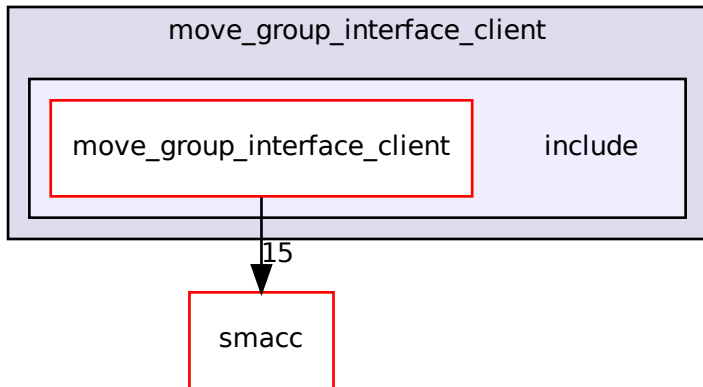 move_group_interface_client
move_group_interface_client include
15
smacc